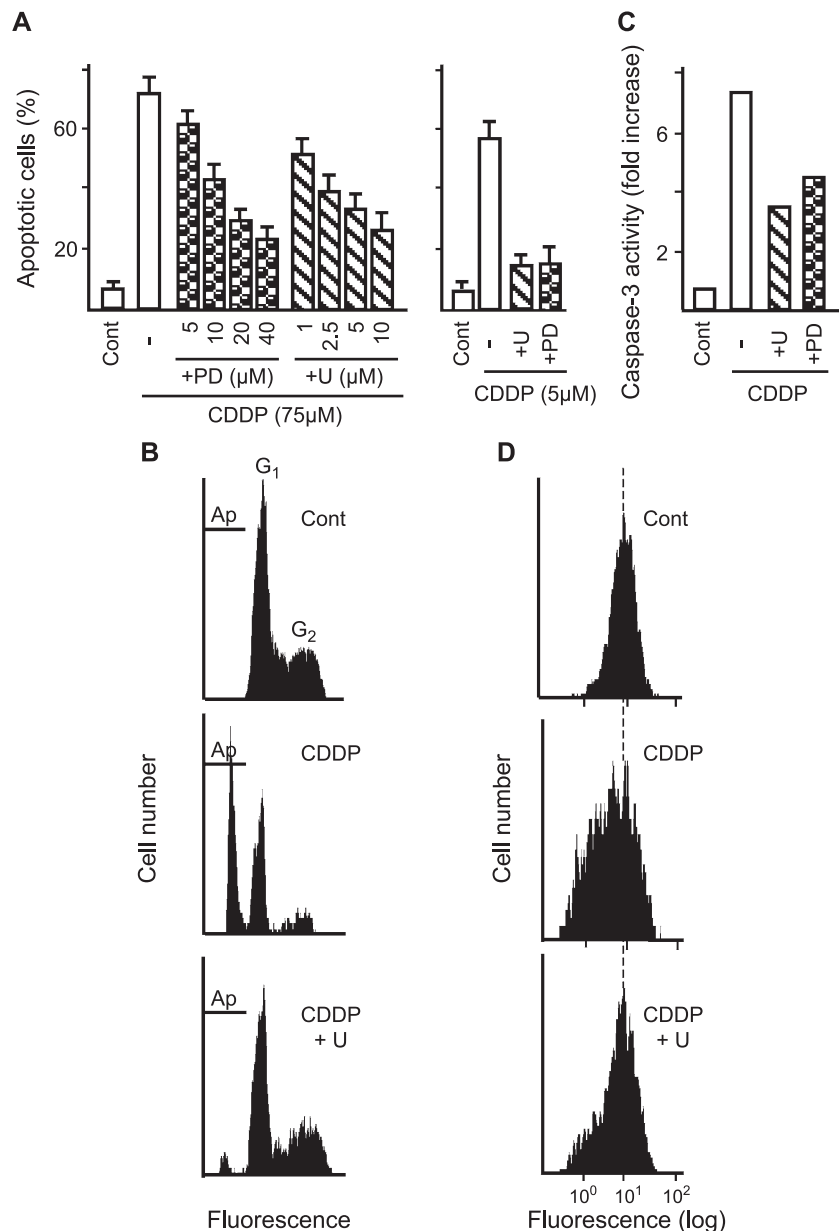 A
Apoptotic cells (%)
60
20
Cont
-
5
10
20
40
1
2.5
5
10
+PD (µM)
+U (µM)
CDDP (75µM)
Cont
-
+U
+PD
CDDP (5µM)
C
Caspase-3 activity (fold increase)
6
2
Cont
-
+U
+PD
CDDP
B
Cell number
G1
Ap
Cont
G2
Ap
CDDP
Ap
CDDP
+ U
Fluorescence
D
Cell number
Cont
CDDP
CDDP
+ U
10^0
10^1
10^2
Fluorescence (log)